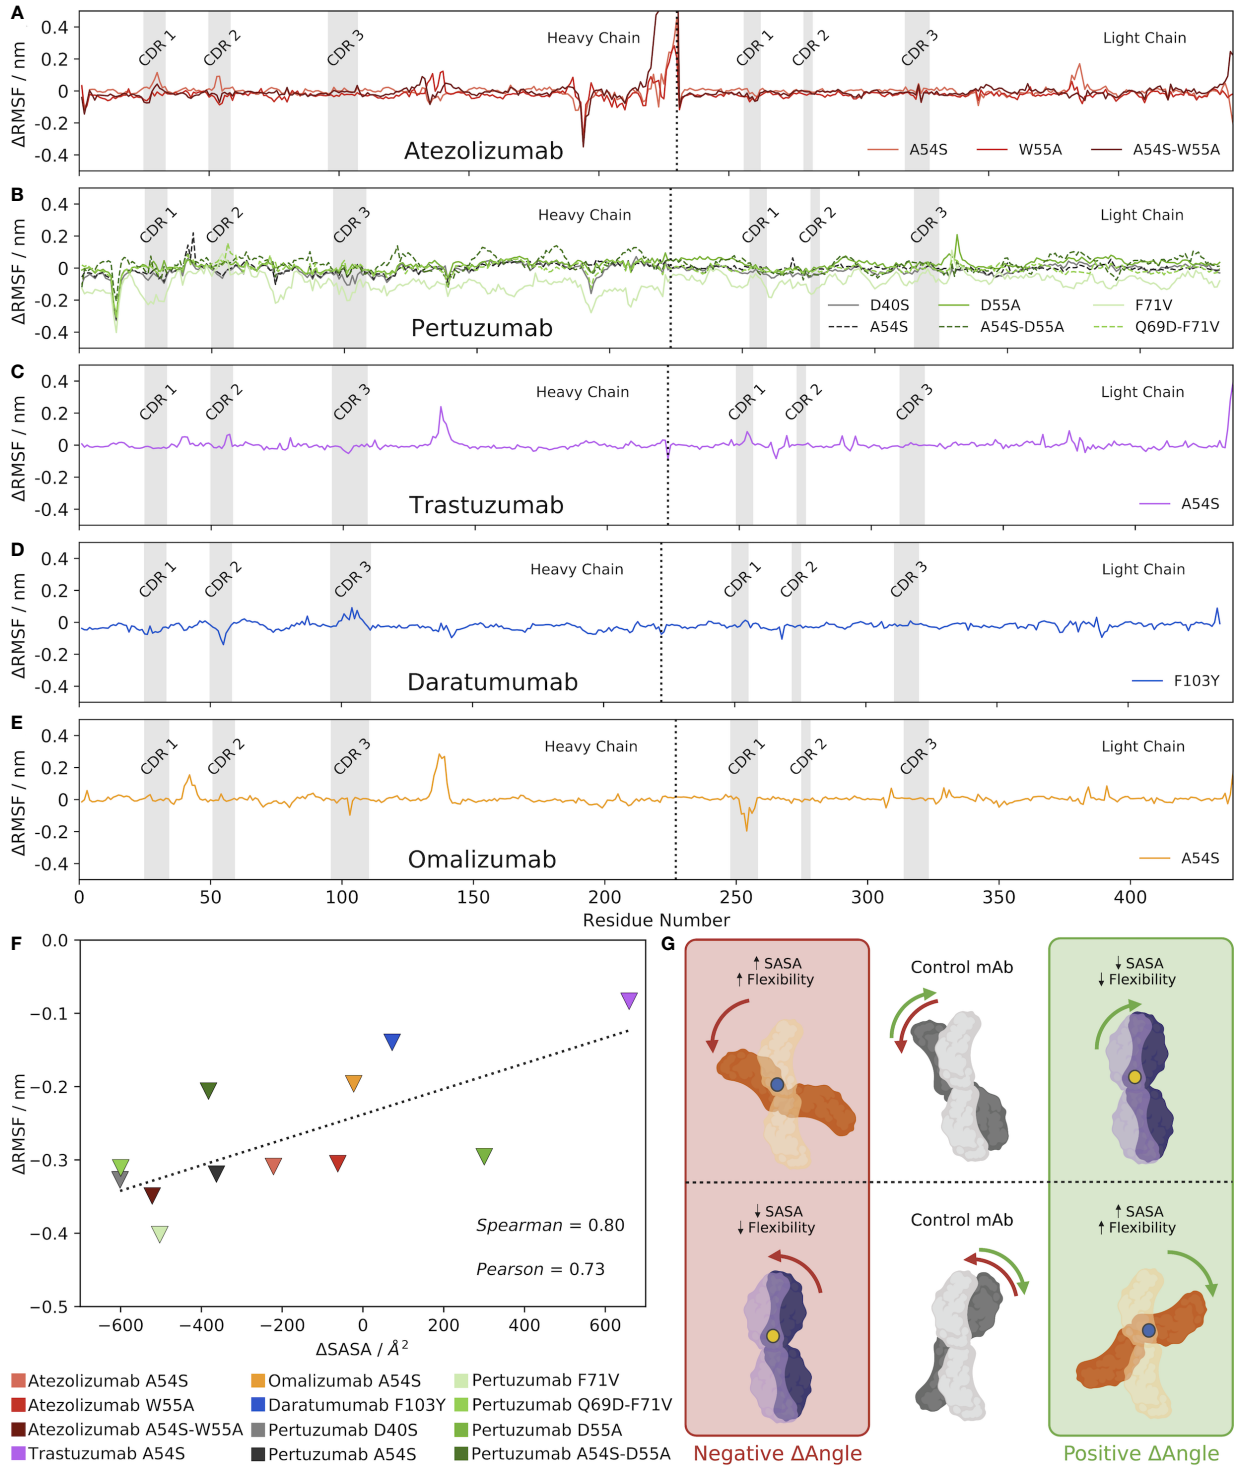 A
0.4
0.2
0
-0.2
-0.4
ΔRMSF / nm
CDR 1
CDR 2
CDR 3
Heavy Chain
CDR 1
CDR 2
CDR 3
Light Chain
Atezolizumab
A54S
W55A
A54S-W55A
B
0.4
0.2
0
-0.2
-0.4
ΔRMSF / nm
CDR 1
CDR 2
CDR 3
Heavy Chain
CDR 1
CDR 2
CDR 3
Light Chain
Pertuzumab
D40S
D55A
F71V
A54S
A54S-D55A
Q69D-F71V
C
0.4
0.2
0
-0.2
-0.4
ΔRMSF / nm
CDR 1
CDR 2
CDR 3
Heavy Chain
CDR 1
CDR 2
CDR 3
Light Chain
Trastuzumab
A54S
D
0.4
0.2
0
-0.2
-0.4
ΔRMSF / nm
CDR 1
CDR 2
CDR 3
Heavy Chain
CDR 1
CDR 2
CDR 3
Light Chain
Daratumumab
F103Y
E
0.4
0.2
0
-0.2
-0.4
ΔRMSF / nm
CDR 1
CDR 2
CDR 3
Heavy Chain
CDR 1
CDR 2
CDR 3
Light Chain
Omalizumab
A54S
0 50 100 150 200 250 300 350 400
Residue Number
F
0.0
−0.1
−0.2
−0.3
−0.4
−0.5
ΔRMSF / nm
Spearman = 0.80
Pearson = 0.73
−600 −400 −200 0 200 400 600
ΔSASA / Å²
Atezolizumab A54S
Atezolizumab W55A
Atezolizumab A54S-W55A
Trastuzumab A54S
Omalizumab A54S
Daratumumab F103Y
Pertuzumab D40S
Pertuzumab A54S
Pertuzumab F71V
Pertuzumab Q69D-F71V
Pertuzumab D55A
Pertuzumab A54S-D55A
G
↑ SASA
↑ Flexibility
Control mAb
↓ SASA
↓ Flexibility
↓ SASA
↓ Flexibility
Control mAb
↑ SASA
↑ Flexibility
Negative ΔAngle
Positive ΔAngle